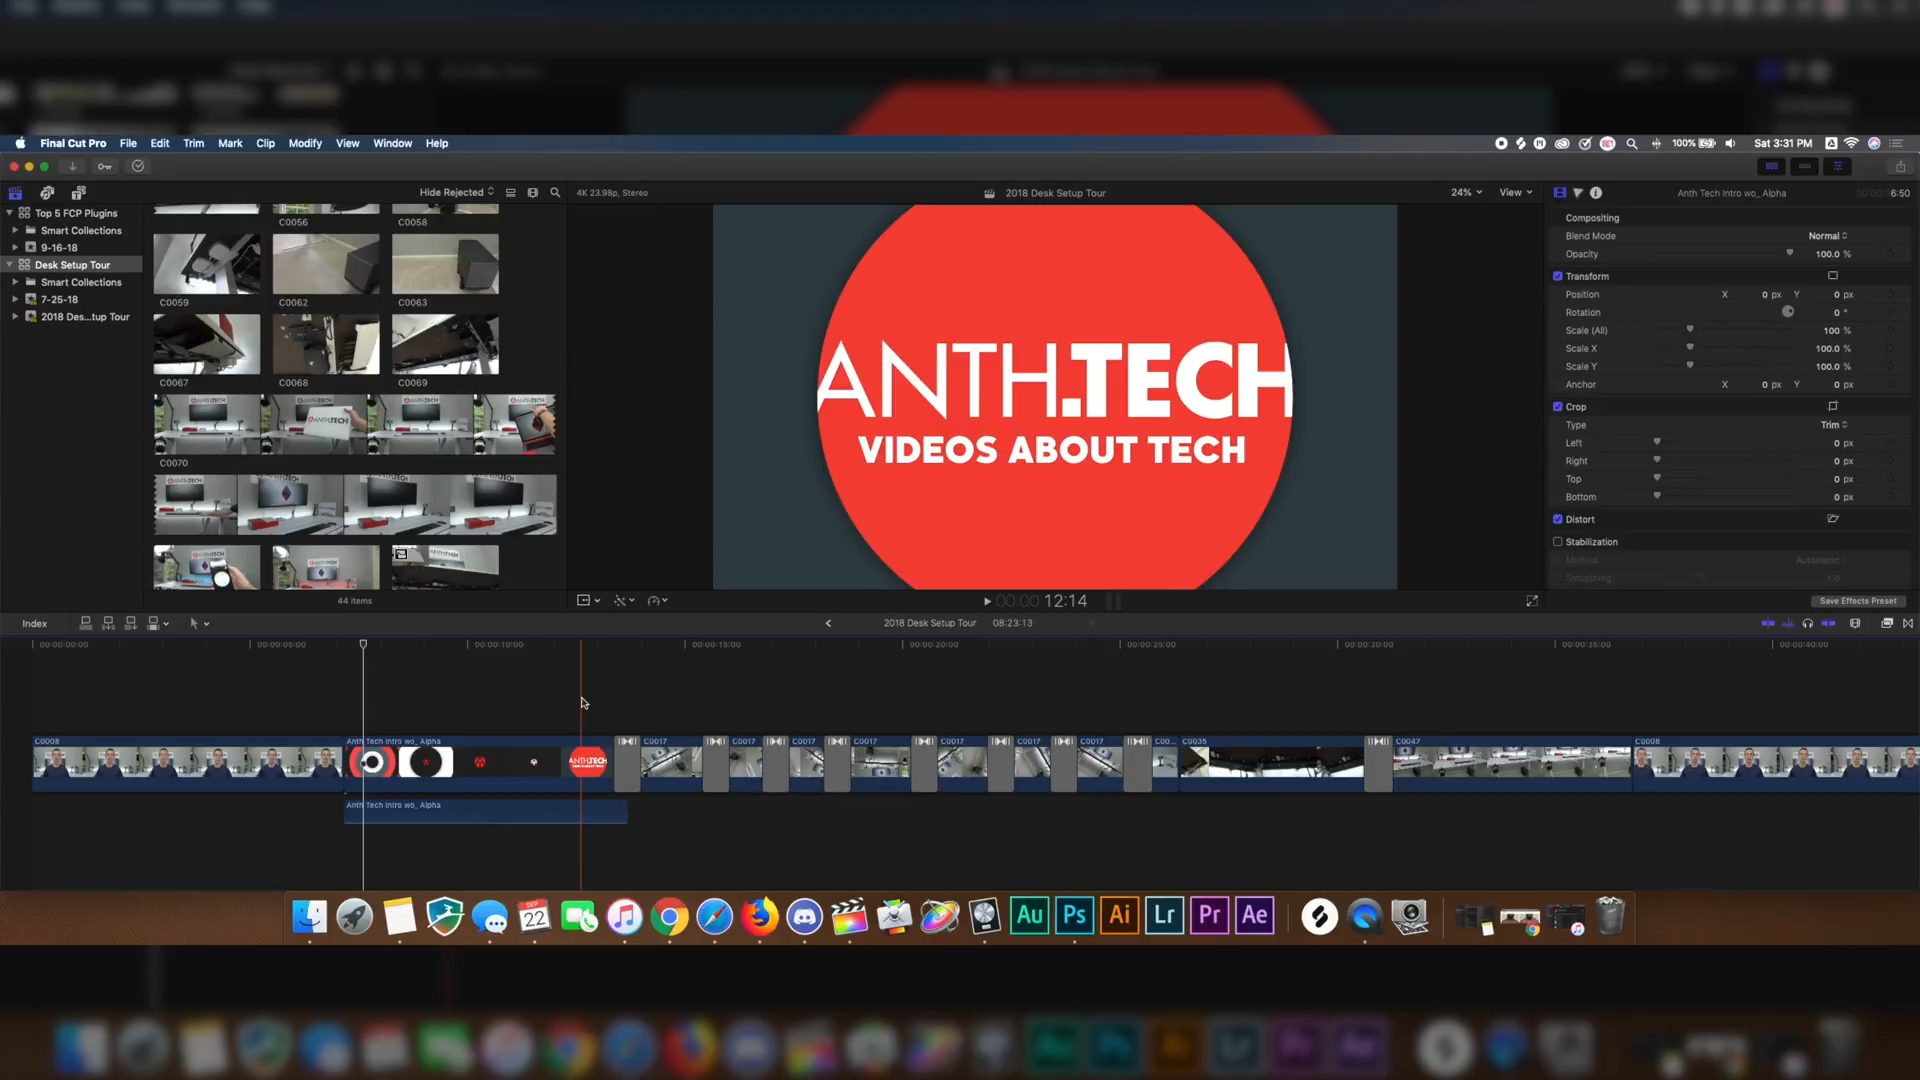 Final Cut Pro File Edit Trim Mark Clip Modify View Window Help 100% Sat 3:31 PM
Hide Rejected 4K 23.98p, Stereo 2018 Desk Setup Tour 24% View Anth Tech Intro wo_ Alpha 6:50
Top 5 FCP Plugins
Smart Collections
9-16-18
Desk Setup Tour
Smart Collections
7-25-18
2018 Des...tup Tour
C0056 C0058
C0059 C0062 C0063
C0067 C0068 C0069
C0070
44 items
ANTH.TECH
VIDEOS ABOUT TECH
00:00 12:14
Compositing
Blend Mode Normal
Opacity 100.0 %
Transform
Position X 0 px Y 0 px
Rotation 0 °
Scale (All) 100 %
Scale X 100.0 %
Scale Y 100.0 %
Anchor X 0 px Y 0 px
Crop
Type Trim
Left 0 px
Right 0 px
Top 0 px
Bottom 0 px
Distort
Stabilization
Method Automatic
Smoothing 1.0
Save Effects Preset
Index 2018 Desk Setup Tour 08:23:13
00:00:00:00 00:00:05:00 00:00:10:00 00:00:15:00 00:00:20:00 00:00:25:00 00:00:30:00 00:00:35:00 00:00:40:00
C0008 Anth Tech Intro wo_ Alpha C0017 C0017 C0017 C0017 C0017 C0017 C0017 C00... C0035 C0047 C0008
ANTH.TECH
Anth Tech Intro wo_ Alpha
SEP 22 Au Ps Ai Lr Pr Ae